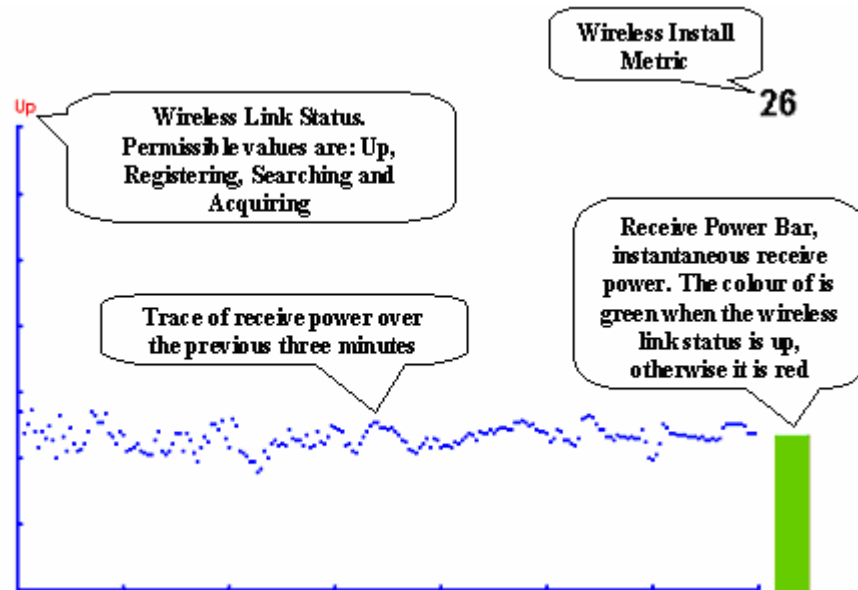 Wireless Install
Metric
26
Up
Wireless Link Status.
Permissible values are: Up,
Registering, Searching and
Acquiring
Receive Power Bar,
instantaneous receive
power. The colour of is
green when the wireless
link status is up,
otherwise it is red
Trace of receive power over
the previous three minutes